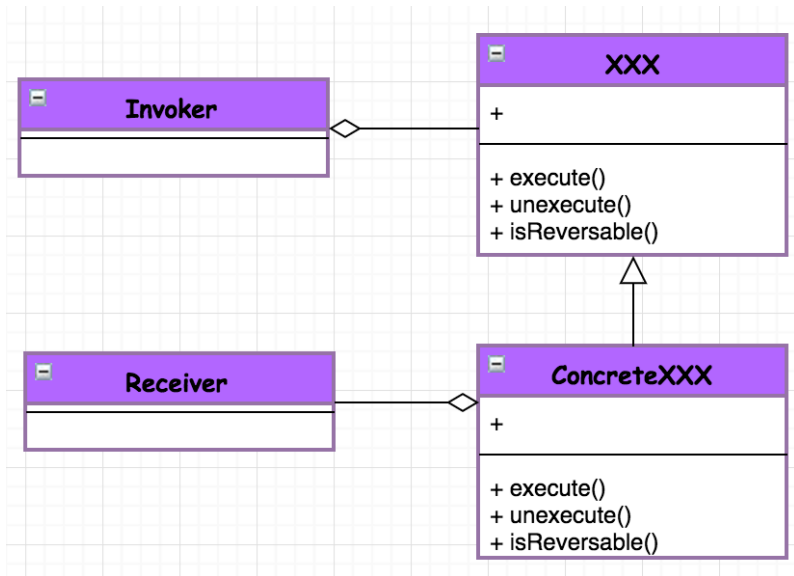 Invoker
XXX
+
+ execute()
+ unexecute()
+ isReversable()
Receiver
ConcreteXXX
+
+ execute()
+ unexecute()
+ isReversable()